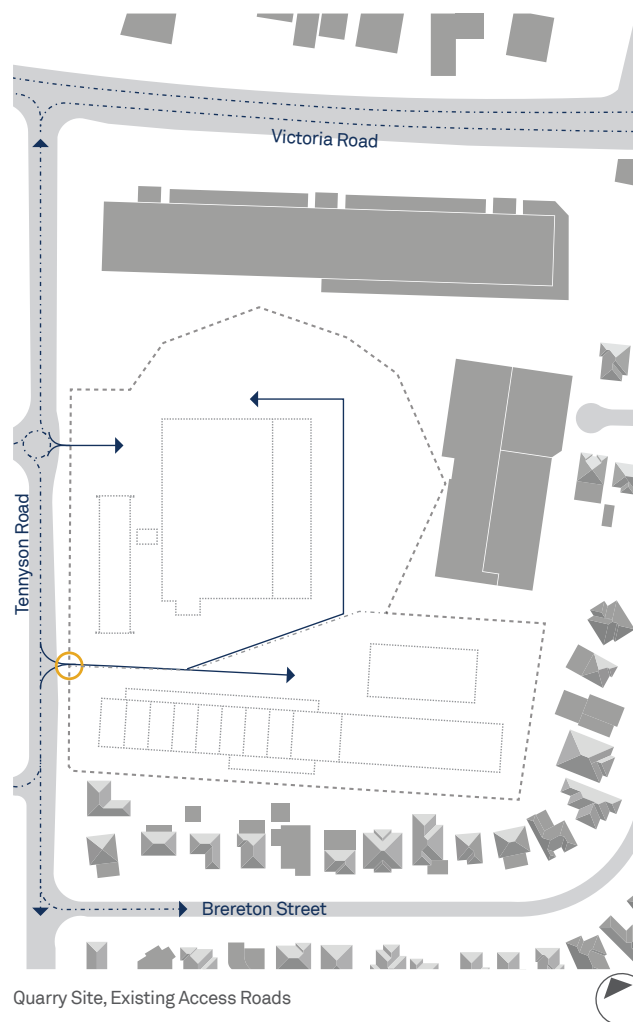 Victoria Road
Tennyson Road
Brereton Street
Quarry Site, Existing Access Roads